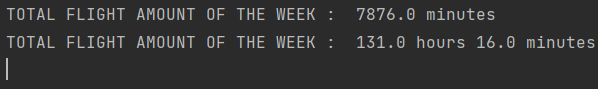 TOTAL FLIGHT AMOUNT OF THE WEEK :  7876.0 minutes
TOTAL FLIGHT AMOUNT OF THE WEEK :  131.0 hours 16.0 minutes